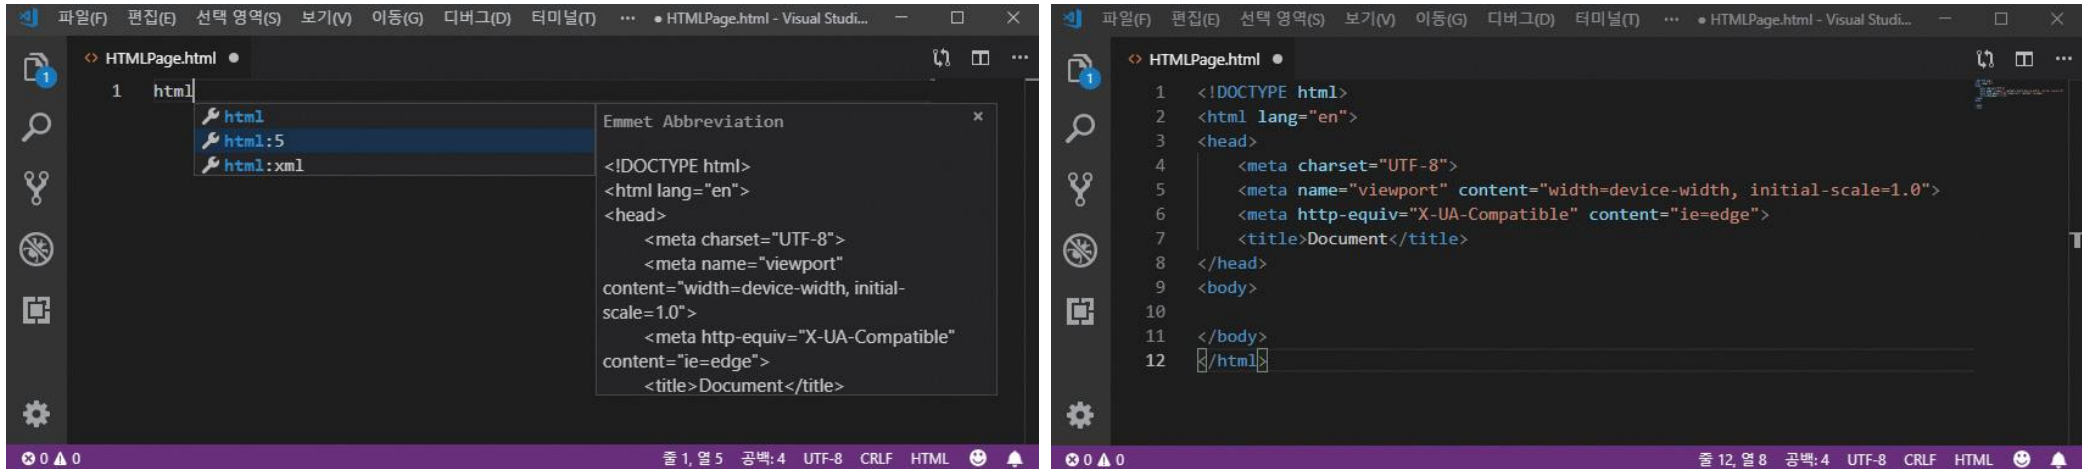 파일(F) 편집(E) 선택 영역(S) 보기(V) 이동(G) 디버그(D) 터미널(T) ··· ● HTMLPage.html - Visual Studi...
<> HTMLPage.html ●
1
1 html
html
html:5
html:xml
Emmet Abbreviation
<!DOCTYPE html>
<html lang="en">
<head>
<meta charset="UTF-8">
<meta name="viewport"
content="width=device-width, initial-
scale=1.0">
<meta http-equiv="X-UA-Compatible"
content="ie=edge">
<title>Document</title>
0 0 줄 1, 열 5 공백: 4 UTF-8 CRLF HTML
파일(F) 편집(E) 선택 영역(S) 보기(V) 이동(G) 디버그(D) 터미널(T) ··· ● HTMLPage.html - Visual Studi...
<> HTMLPage.html ●
1
1 <!DOCTYPE html>
2 <html lang="en">
3 <head>
4 <meta charset="UTF-8">
5 <meta name="viewport" content="width=device-width, initial-scale=1.0">
6 <meta http-equiv="X-UA-Compatible" content="ie=edge">
7 <title>Document</title>
8 </head>
9 <body>
10
11 </body>
12 </html>
0 0 줄 12, 열 8 공백: 4 UTF-8 CRLF HTML